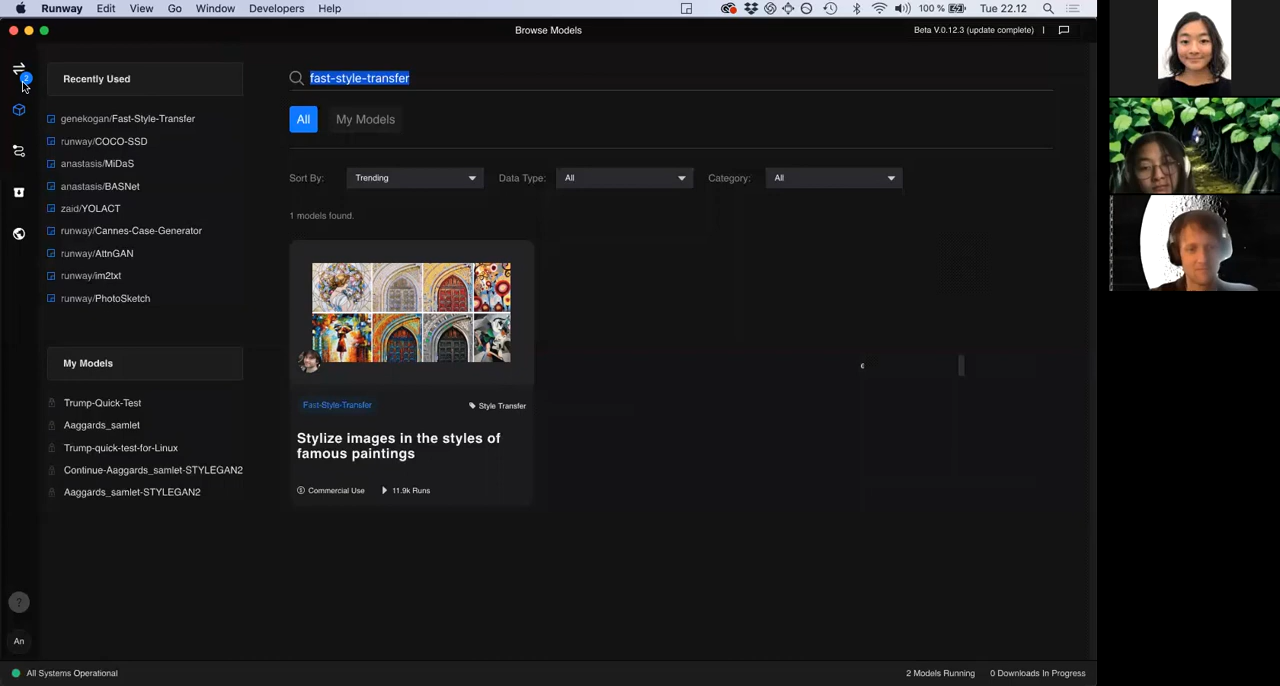 Runway File Edit View Go Window Developers Help 100 % Tue 22.12
Browse Models
Beta V.0.12.3 (update complete)
2
Recently Used
genekogan/Fast-Style-Transfer
runway/COCO-SSD
anastasis/MiDaS
anastasis/BASNet
zaid/YOLACT
runway/Cannes-Case-Generator
runway/AttnGAN
runway/im2txt
runway/PhotoSketch
My Models
Trump-Quick-Test
Aaggards_samlet
Trump-quick-test-for-Linux
Continue-Aaggards_samlet-STYLEGAN2
Aaggards_samlet-STYLEGAN2
?
An
fast-style-transfer
All My Models
Sort By: Trending Data Type: All Category: All
1 models found.
Fast-Style-Transfer Style Transfer
Stylize images in the styles of
famous paintings
Commercial Use 11.9k Runs
All Systems Operational 2 Models Running 0 Downloads In Progress